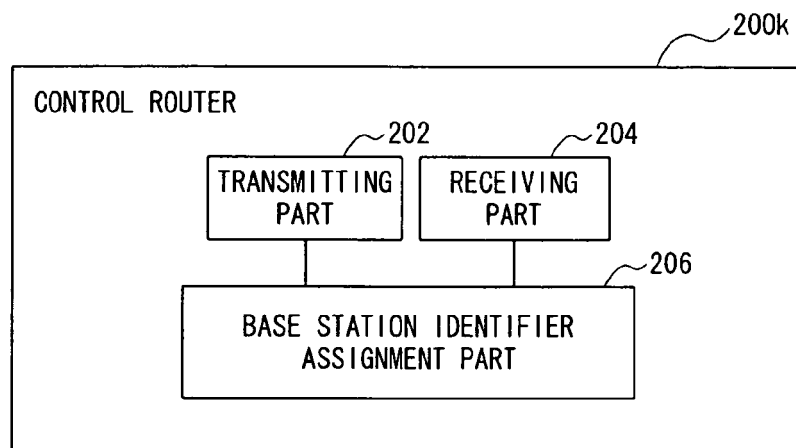 200k
CONTROL ROUTER
202
204
TRANSMITTING
PART
RECEIVING
PART
206
BASE STATION IDENTIFIER
ASSIGNMENT PART